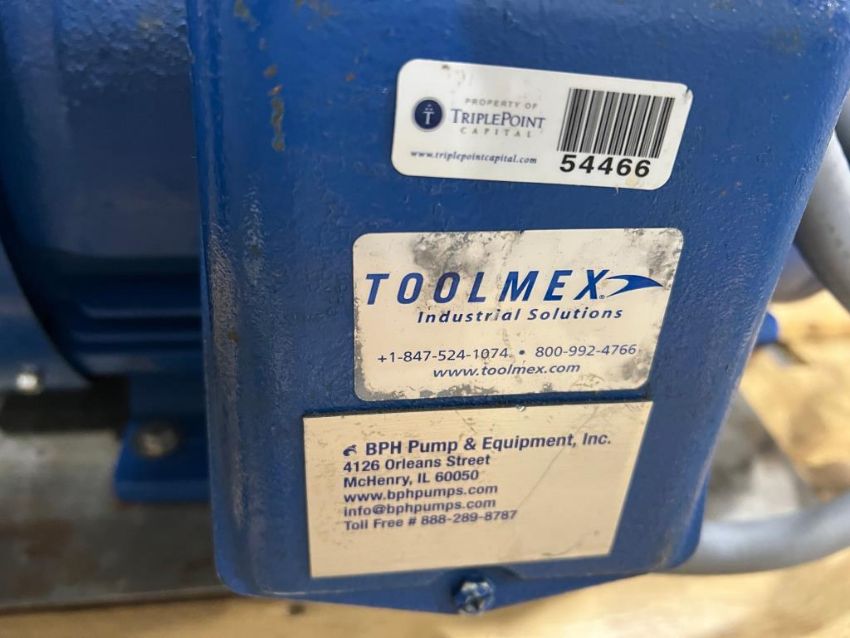 PROPERTY OF
TRIPLEPOINT
CAPITAL
www.triplepointcapital.com
54466
TOOLMEX®
Industrial Solutions
+1-847-524-1074 • 800-992-4766
www.toolmex.com
BPH Pump & Equipment, Inc.
4126 Orleans Street
McHenry, IL 60050
www.bphpumps.com
info@bphpumps.com
Toll Free # 888-289-8787